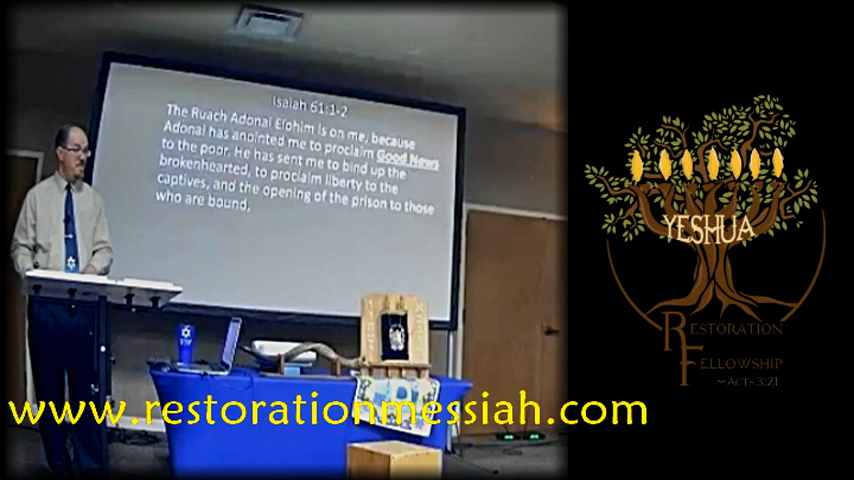 Isaiah 61:1-2
The Ruach Adonai Elohim is on me, because
Adonai has anointed me to proclaim Good News
to the poor. He has sent me to bind up the
brokenhearted, to proclaim liberty to the
captives, and the opening of the prison to those
who are bound,
YESHUA
RESTORATION
FELLOWSHIP
~ACTS 3:21
www.restorationmessiah.com